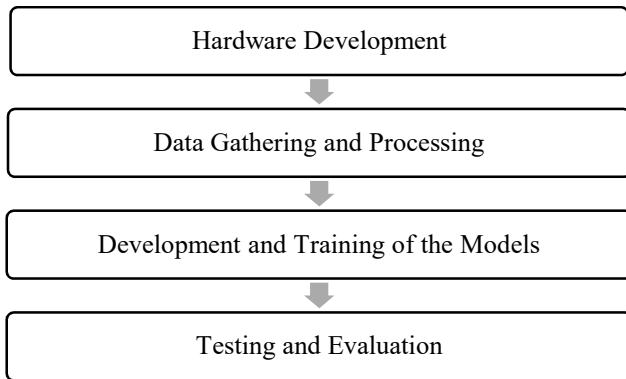 Hardware Development
Data Gathering and Processing
Development and Training of the Models
Testing and Evaluation